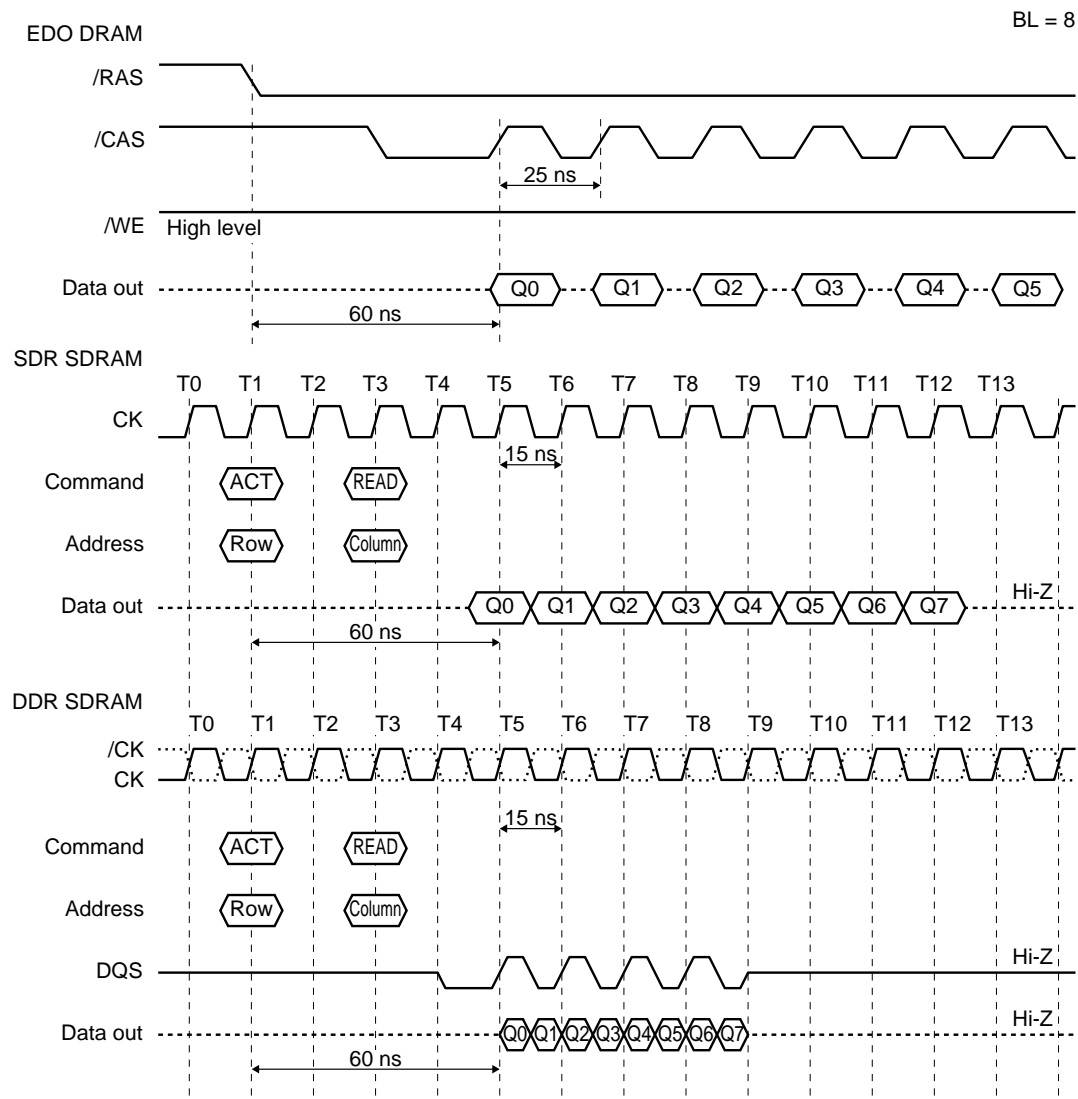 BL = 8
EDO DRAM
/RAS
/CAS
25 ns
/WE High level
Data out Q0 Q1 Q2 Q3 Q4 Q5
60 ns
SDR SDRAM
T0 T1 T2 T3 T4 T5 T6 T7 T8 T9 T10 T11 T12 T13
CK
15 ns
Command ACT READ
Address Row Column
Data out Q0 Q1 Q2 Q3 Q4 Q5 Q6 Q7 Hi-Z
60 ns
DDR SDRAM
T0 T1 T2 T3 T4 T5 T6 T7 T8 T9 T10 T11 T12 T13
/CK
CK
15 ns
Command ACT READ
Address Row Column
DQS Hi-Z
Data out Q0 Q1 Q2 Q3 Q4 Q5 Q6 Q7 Hi-Z
60 ns